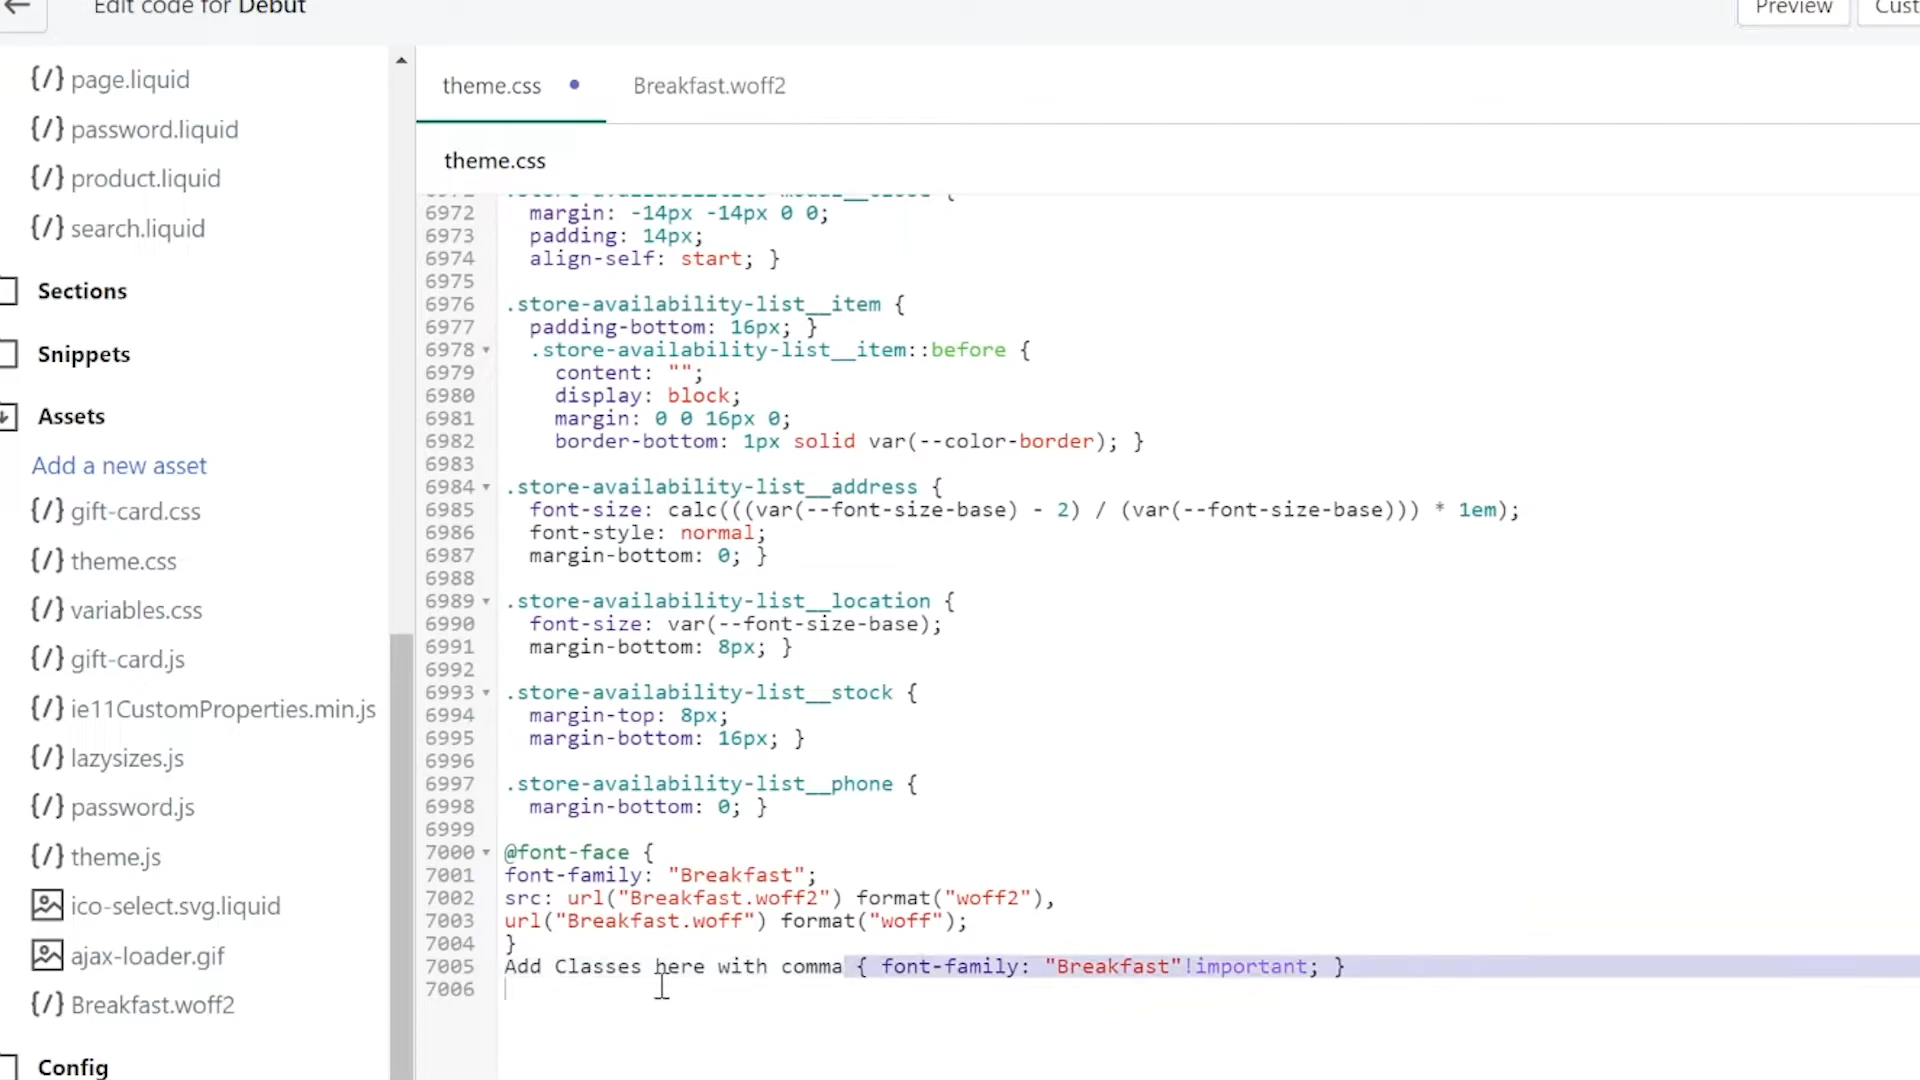 Edit code for Debut
Preview
Cust
{/} page.liquid
{/} password.liquid
{/} product.liquid
{/} search.liquid
Sections
Snippets
Assets
Add a new asset
{/} gift-card.css
{/} theme.css
{/} variables.css
{/} gift-card.js
{/} ie11CustomProperties.min.js
{/} lazysizes.js
{/} password.js
{/} theme.js
ico-select.svg.liquid
ajax-loader.gif
{/} Breakfast.woff2
Config
theme.css
Breakfast.woff2
theme.css
6972 margin: -14px -14px 0 0;
6973 padding: 14px;
6974 align-self: start; }
6975
6976 .store-availability-list__item {
6977 padding-bottom: 16px; }
6978 .store-availability-list__item::before {
6979 content: "";
6980 display: block;
6981 margin: 0 0 16px 0;
6982 border-bottom: 1px solid var(--color-border); }
6983
6984 .store-availability-list__address {
6985 font-size: calc(((var(--font-size-base) - 2) / (var(--font-size-base))) * 1em);
6986 font-style: normal;
6987 margin-bottom: 0; }
6988
6989 .store-availability-list__location {
6990 font-size: var(--font-size-base);
6991 margin-bottom: 8px; }
6992
6993 .store-availability-list__stock {
6994 margin-top: 8px;
6995 margin-bottom: 16px; }
6996
6997 .store-availability-list__phone {
6998 margin-bottom: 0; }
6999
7000 @font-face {
7001 font-family: "Breakfast";
7002 src: url("Breakfast.woff2") format("woff2"),
7003 url("Breakfast.woff") format("woff");
7004 }
7005 Add Classes here with comma { font-family: "Breakfast"!important; }
7006